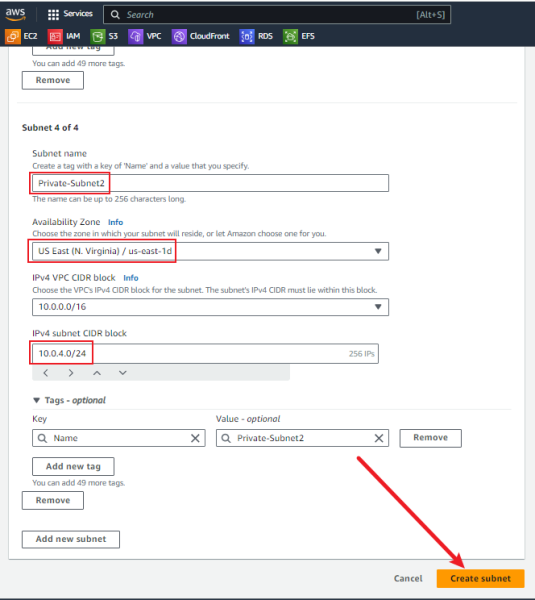 aws
Services
Search
[Alt+S]
EC2 IAM S3 VPC CloudFront RDS EFS
Add new tag
You can add 49 more tags.
Remove
Subnet 4 of 4
Subnet name
Create a tag with a key of 'Name' and a value that you specify.
Private-Subnet2
The name can be up to 256 characters long.
Availability Zone Info
Choose the zone in which your subnet will reside, or let Amazon choose one for you.
US East (N. Virginia) / us-east-1d
IPv4 VPC CIDR block Info
Choose the VPC's IPv4 CIDR block for the subnet. The subnet's IPv4 CIDR must lie within this block.
10.0.0.0/16
IPv4 subnet CIDR block
10.0.4.0/24 256 IPs
Tags - optional
Key Value - optional
Name Private-Subnet2 Remove
Add new tag
You can add 49 more tags.
Remove
Add new subnet
Cancel Create subnet